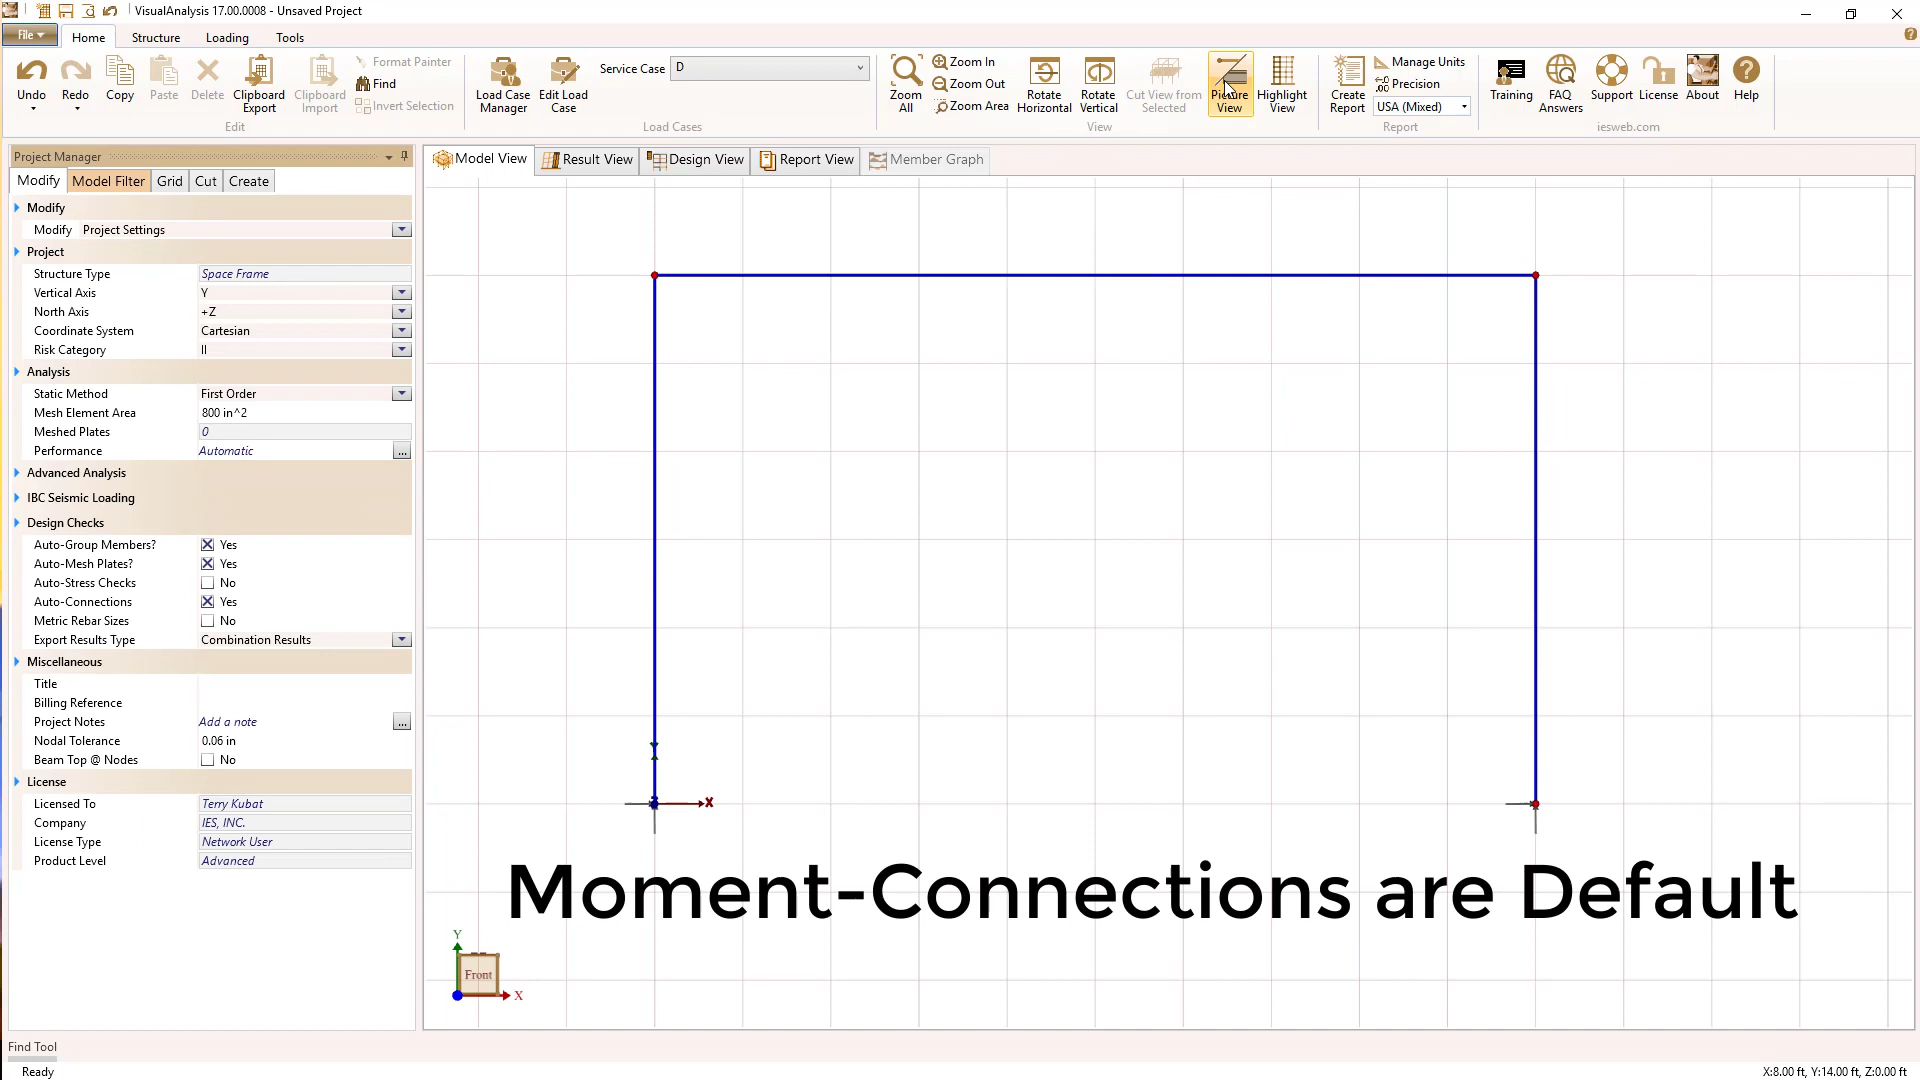 VisualAnalysis 17.00.0008 - Unsaved Project
File
Home
Structure
Loading
Tools
Undo
Redo
Copy
Paste
Delete
Clipboard Export
Clipboard Import
Format Painter
Find
Invert Selection
Edit
Load Case Manager
Edit Load Case
Service Case D
Load Cases
Zoom All
Zoom In
Zoom Out
Zoom Area
Rotate Horizontal
Rotate Vertical
Cut View from Selected
Picture View
Highlight View
View
Create Report
Manage Units
Precision
USA (Mixed)
Report
Training
FAQ Answers
Support
License
About
Help
iesweb.com
Project Manager
Modify
Model Filter
Grid
Cut
Create
Modify
Modify Project Settings
Project
Structure Type Space Frame
Vertical Axis Y
North Axis +Z
Coordinate System Cartesian
Risk Category II
Analysis
Static Method First Order
Mesh Element Area 800 in^2
Meshed Plates 0
Performance Automatic ...
Advanced Analysis
IBC Seismic Loading
Design Checks
Auto-Group Members? Yes
Auto-Mesh Plates? Yes
Auto-Stress Checks No
Auto-Connections Yes
Metric Rebar Sizes No
Export Results Type Combination Results
Miscellaneous
Title
Billing Reference
Project Notes Add a note ...
Nodal Tolerance 0.06 in
Beam Top @ Nodes No
License
Licensed To Terry Kubat
Company IES, INC.
License Type Network User
Product Level Advanced
Model View
Result View
Design View
Report View
Member Graph
X
Moment-Connections are Default
Y
Front
X
Find Tool
Ready
X:8.00 ft, Y:14.00 ft, Z:0.00 ft